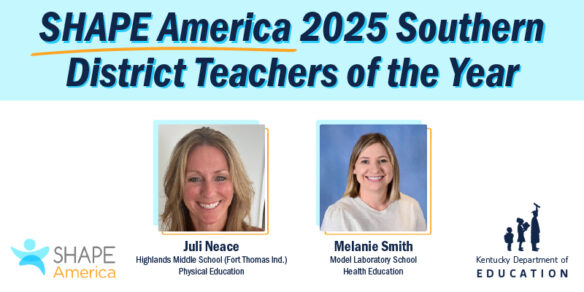 SHAPE America 2025 Southern
District Teachers of the Year
Juli Neace
Highlands Middle School (Fort Thomas Ind.)
Physical Education
Melanie Smith
Model Laboratory School
Health Education
SHAPE
America
Kentucky Department of
EDUCATION